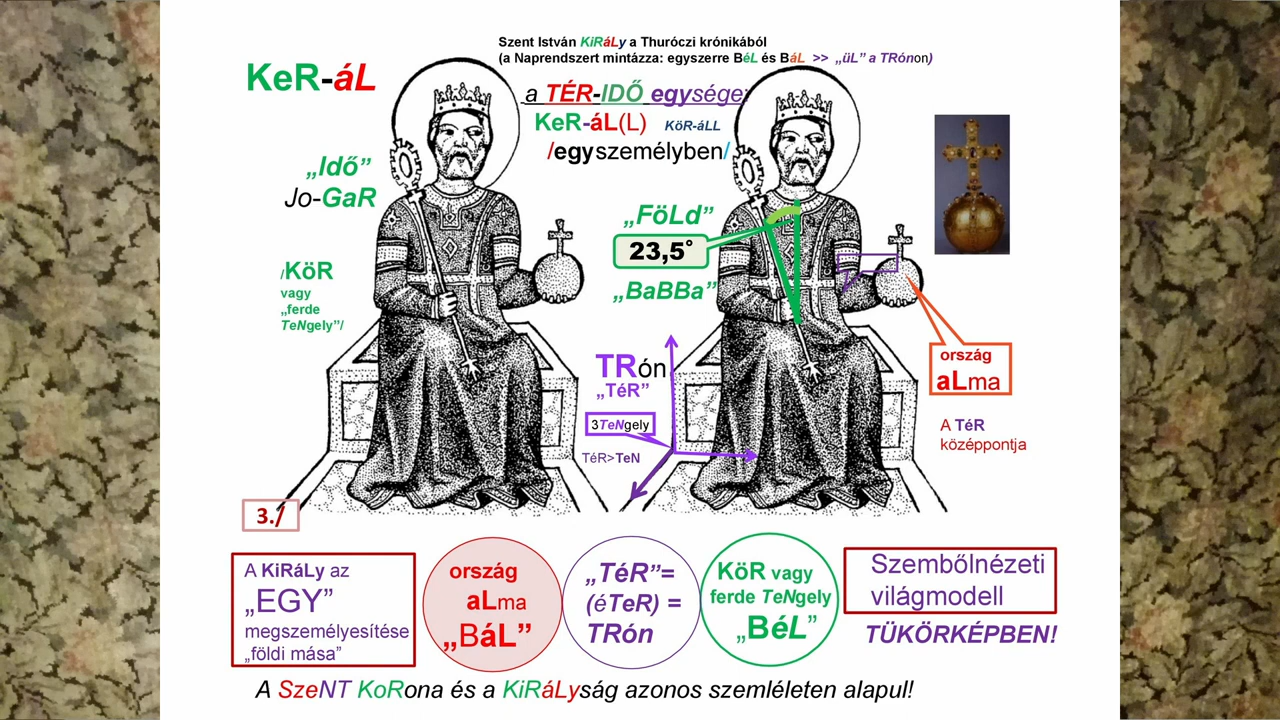 Szent István KiRáLy a Thuróczi krónikából
(a Naprendszert mintázza: egyszerre BéL és BáL >> „üL” a TRónon)
KeR-áL
a TÉR-IDŐ egysége:
KeR-áL(L) KöR-áLL
/egyszemélyben/
„Idő”
Jo-GaR
/KöR
vagy
„ferde
TeNgely”/
„FöLd”
23,5°
„BaBBa”
TRón
„TéR”
3TeNgely
TéR>TeN
ország
aLma
A TéR
középpontja
3./
A KiRáLy az
„EGY”
megszemélyesítése
„földi mása”
ország
aLma
„BáL”
„TéR”=
(éTeR) =
TRón
KöR vagy
ferde TeNgely
„BéL”
Szembőlnézeti
világmodell
TÜKÖRKÉPBEN!
A SzeNT KoRona és a KiRáLyság azonos szemléleten alapul!